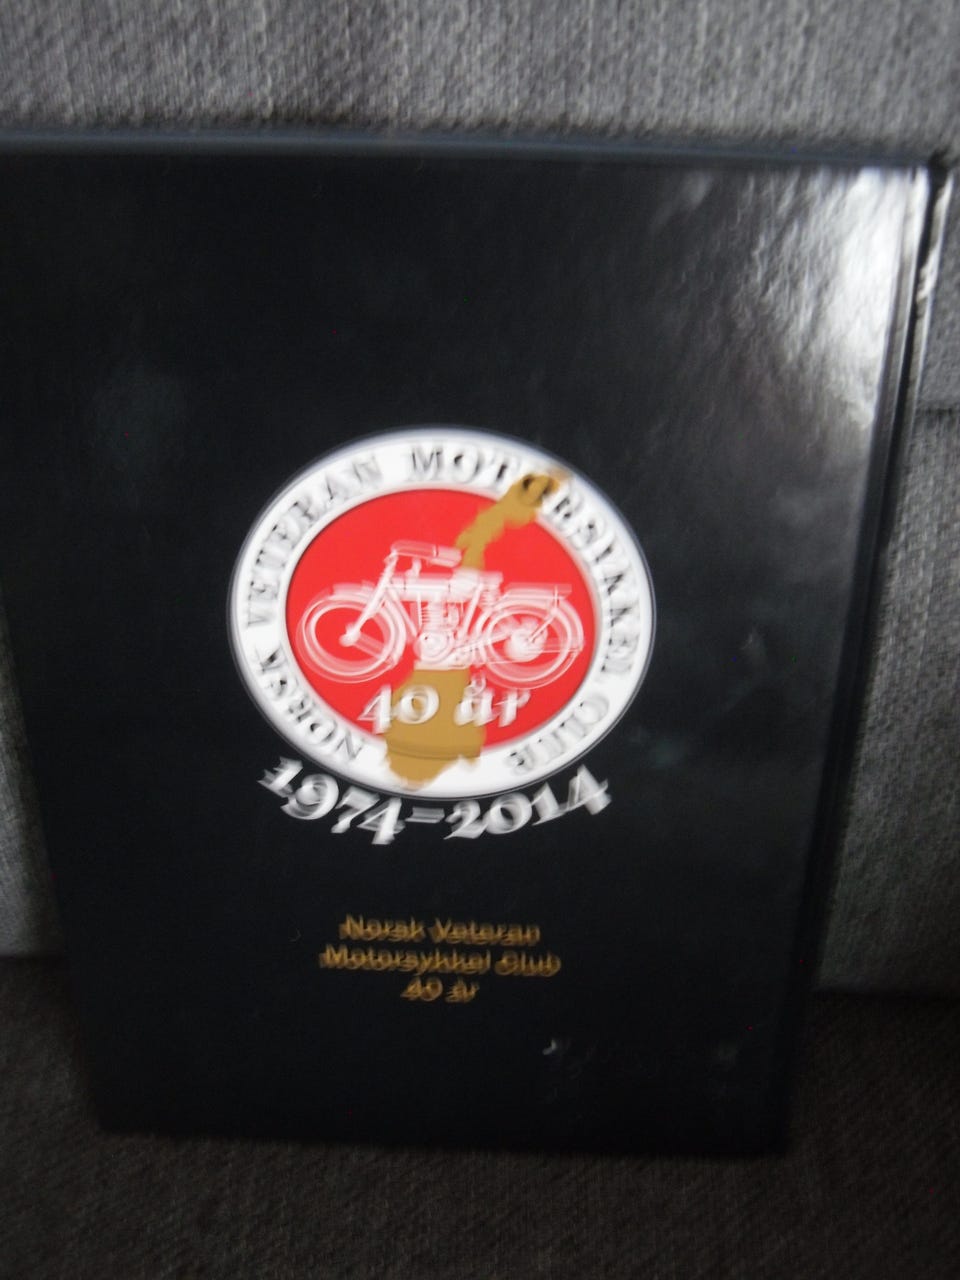 NORSK VETERAN MOTORSYKKEL CLUB
40 år
1974-2014
Norsk Veteran
Motorsykkel Club
40 år